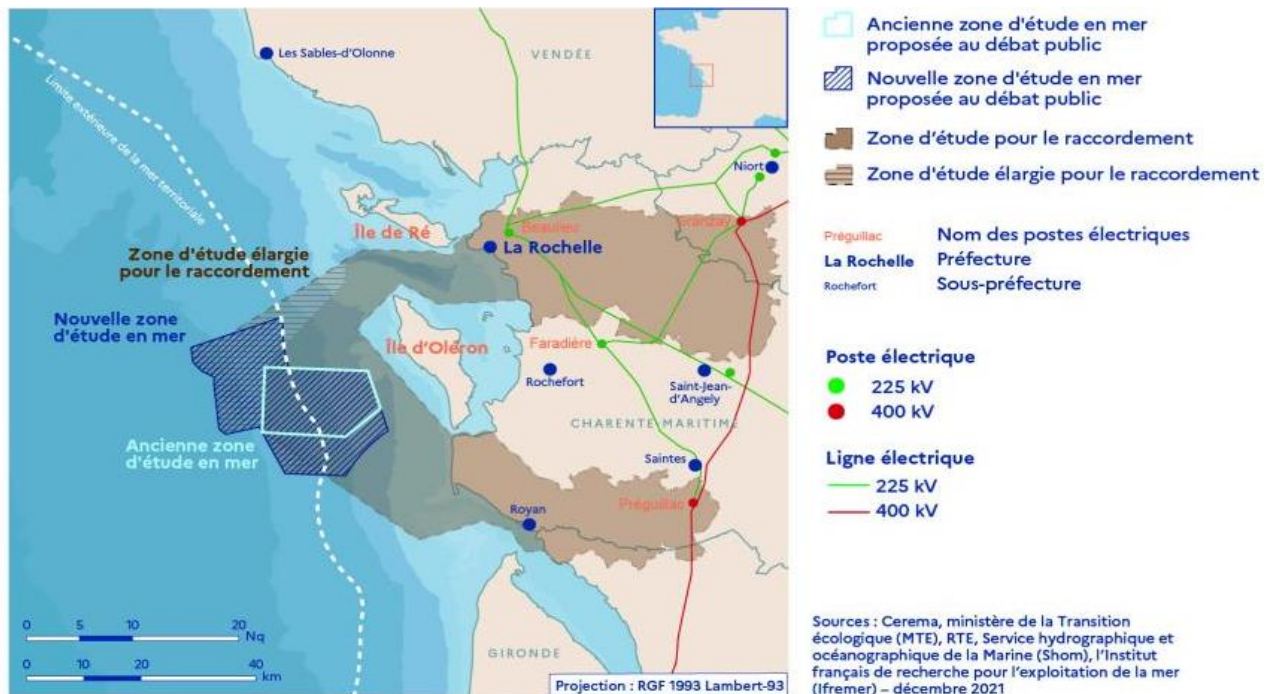 Les Sables-d'Olonne
VENDÉE
Limite extérieure de la mer territoriale
Niort
Île de Ré
Beaulieu
Granzay
La Rochelle
Zone d'étude élargie
pour le raccordement
Nouvelle zone
d'étude en mer
Île d'Oléron
Faradière
Rochefort
Saint-Jean-
d'Angely
CHARENTE-MARITIME
Ancienne zone
d'étude en mer
Saintes
Préguillac
Royan
GIRONDE
0 5 10 20
Nq
0 10 20 40
km
Projection : RGF 1993 Lambert-93
Ancienne zone d'étude en mer
proposée au débat public
Nouvelle zone d'étude en mer
proposée au débat public
Zone d'étude pour le raccordement
Zone d'étude élargie pour le raccordement
Préguillac Nom des postes électriques
La Rochelle Préfecture
Rochefort Sous-préfecture
Poste électrique
225 kV
400 kV
Ligne électrique
225 kV
400 kV
Sources : Cerema, ministère de la Transition
écologique (MTE), RTE, Service hydrographique et
océanographique de la Marine (Shom), l'Institut
français de recherche pour l'exploitation de la mer
(Ifremer) – décembre 2021